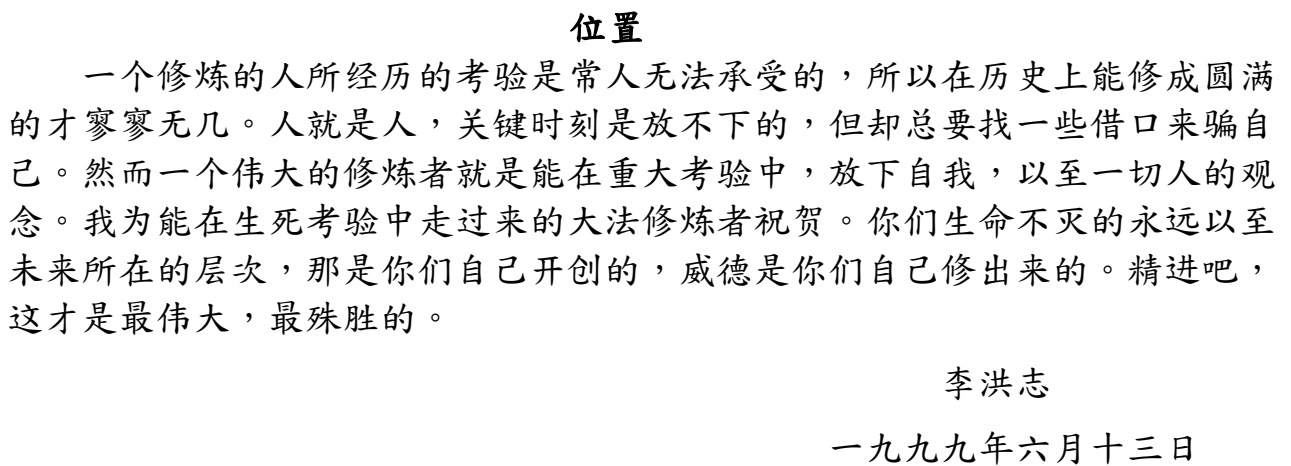 位置
一个修炼的人所经历的考验是常人无法承受的，所以在历史上能修成圆满
的才寥寥无几。人就是人，关键时刻是放不下的，但却总要找一些借口来骗自
己。然而一个伟大的修炼者就是能在重大考验中，放下自我，以至一切人的观
念。我为能在生死考验中走过来的大法修炼者祝贺。你们生命不灭的永远以至
未来所在的层次，那是你们自己开创的，威德是你们自己修出来的。精进吧，
这才是最伟大，最殊胜的。
李洪志
一九九九年六月十三日